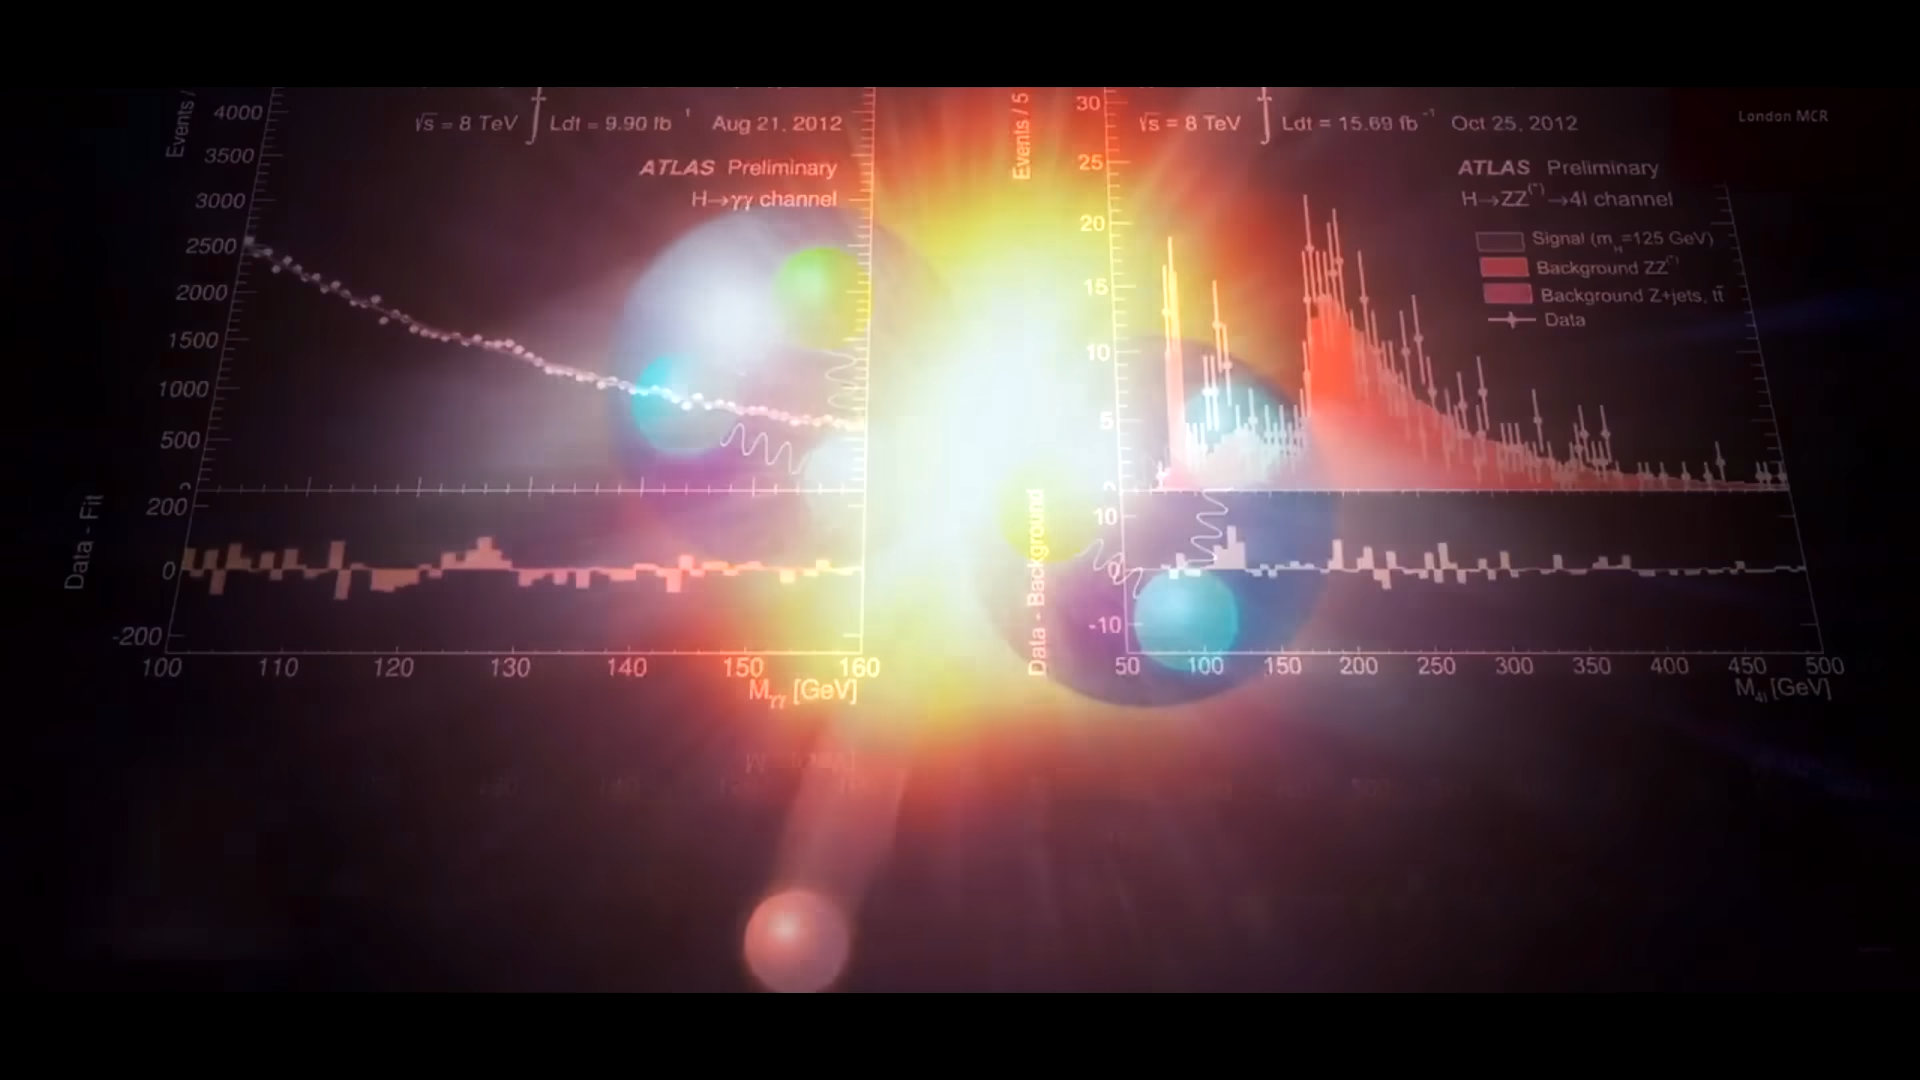 Events /
4000
3500
3000
2500
2000
1500
1000
500
√s = 8 TeV ∫ Ldt = 9.90 fb⁻¹ Aug 21, 2012
ATLAS Preliminary
H→γγ channel
Data - Fit
200
0
-200
100 110 120 130 140 150 160
Mγγ [GeV]
Events / 5
30
25
20
15
10
5
√s = 8 TeV ∫ Ldt = 15.69 fb⁻¹ Oct 25, 2012
ATLAS Preliminary
H→ZZ⁽*⁾→4l channel
Signal (m_H=125 GeV)
Background ZZ⁽*⁾
Background Z+jets, tt̄
Data
Data - Background
10
0
-10
50 100 150 200 250 300 350 400 450 500
M4l [GeV]
London MCR